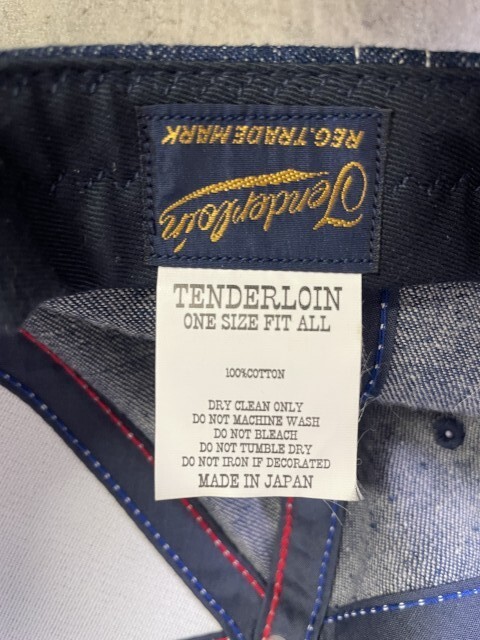 Tenderloin
REG. TRADEMARK
TENDERLOIN
ONE SIZE FIT ALL
100%COTTON
DRY CLEAN ONLY
DO NOT MACHINE WASH
DO NOT BLEACH
DO NOT TUMBLE DRY
DO NOT IRON IF DECORATED
MADE IN JAPAN